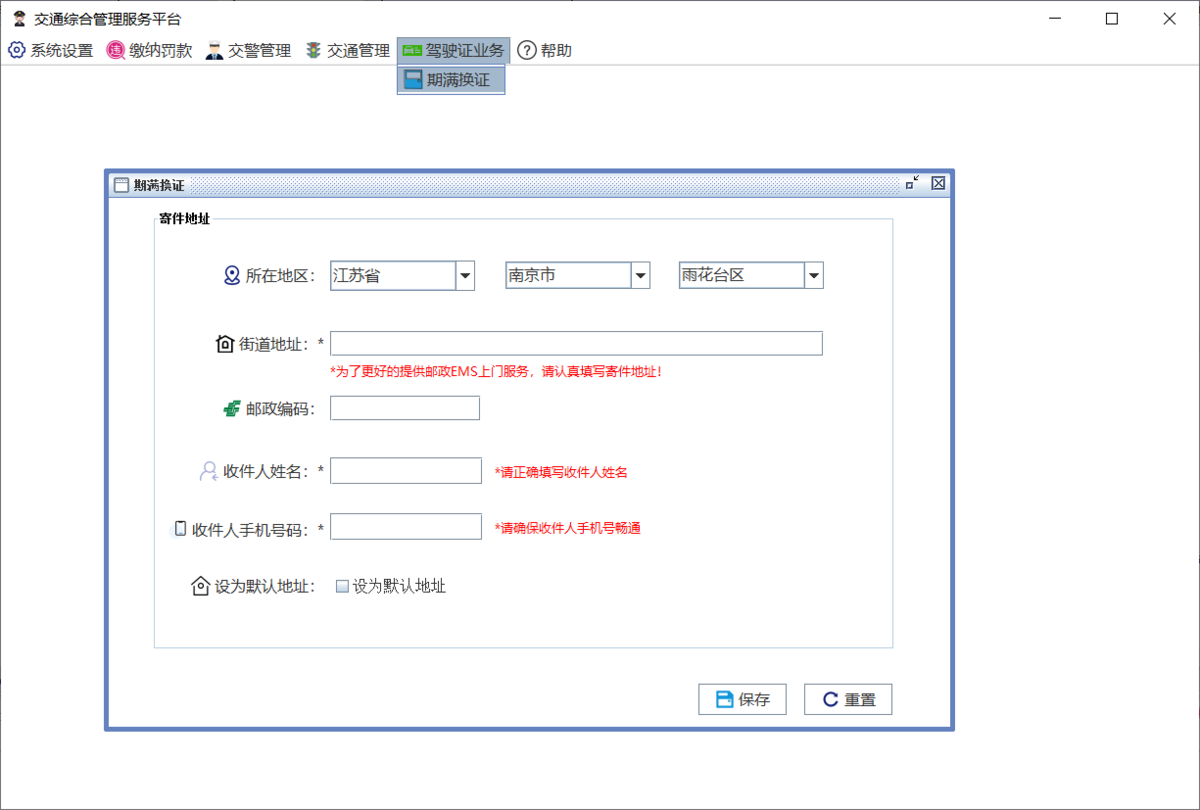 交通综合管理服务平台
系统设置 违 缴纳罚款 交警管理 交通管理 驾驶证业务 ? 帮助
期满换证
期满换证
寄件地址
所在地区： 江苏省 南京市 雨花台区
街道地址： *
*为了更好的提供邮政EMS上门服务，请认真填写寄件地址！
邮政编码：
收件人姓名： * *请正确填写收件人姓名
收件人手机号码： * *请确保收件人手机号畅通
设为默认地址： 设为默认地址
保存 重置